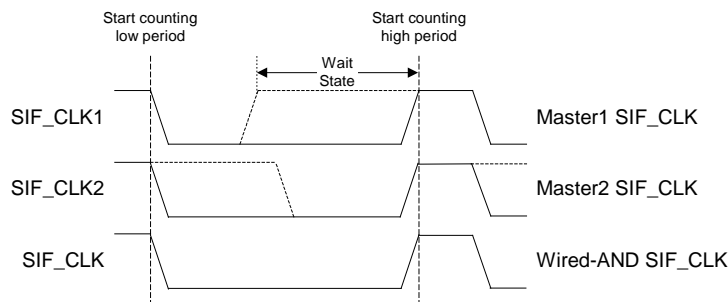 Start counting
low period
Start counting
high period
Wait
State
SIF_CLK1
Master1 SIF_CLK
SIF_CLK2
Master2 SIF_CLK
SIF_CLK
Wired-AND SIF_CLK